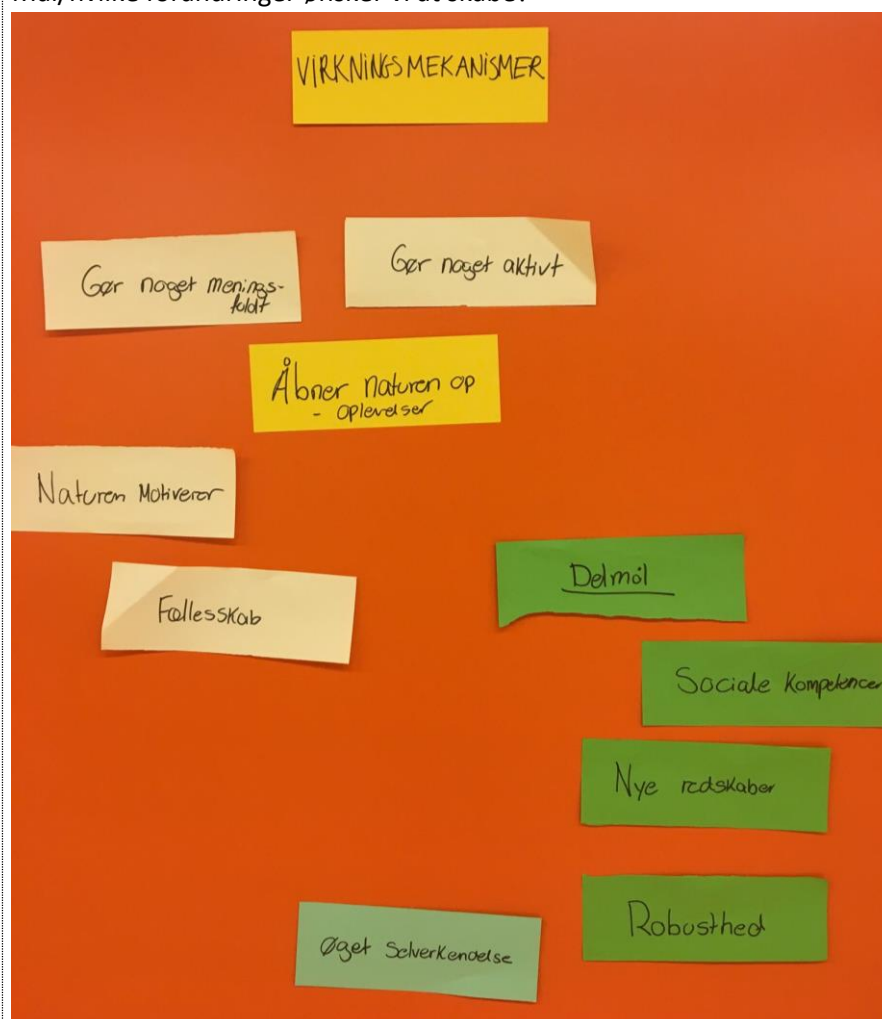 VIRKNINGSMEKANISMER
Gør noget menings-
foldt
Gør noget aktivt
Åbner naturen op
- oplevelser
Naturen Motiverer
Fællesskab
Delmål
Sociale Kompetencer
Nye redskaber
Robusthed
Øget Selverkendelse